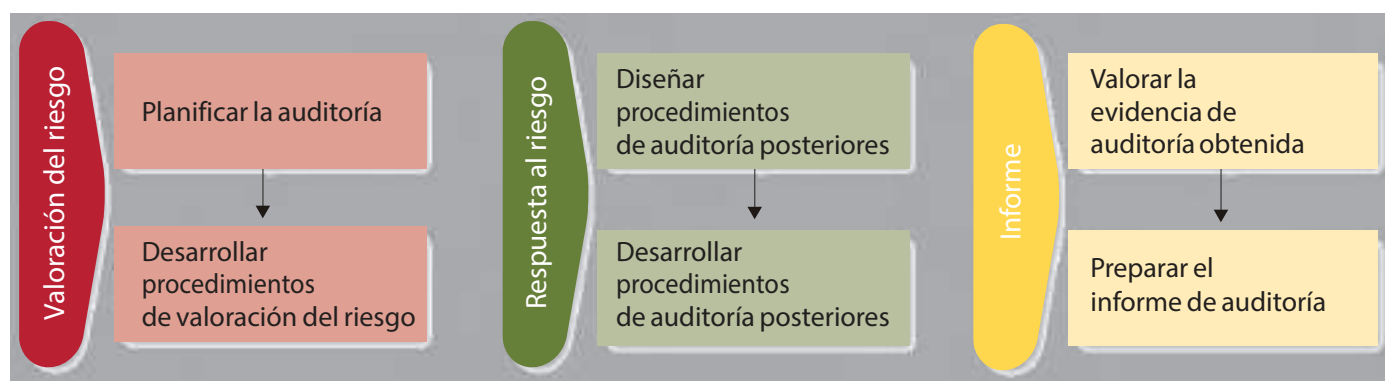 Valoración del riesgo
Planificar la auditoría
Desarrollar
procedimientos
de valoración del riesgo
Respuesta al riesgo
Diseñar
procedimientos
de auditoría posteriores
Desarrollar
procedimientos
de auditoría posteriores
Informe
Valorar la
evidencia de
auditoría obtenida
Preparar el
informe de auditoría